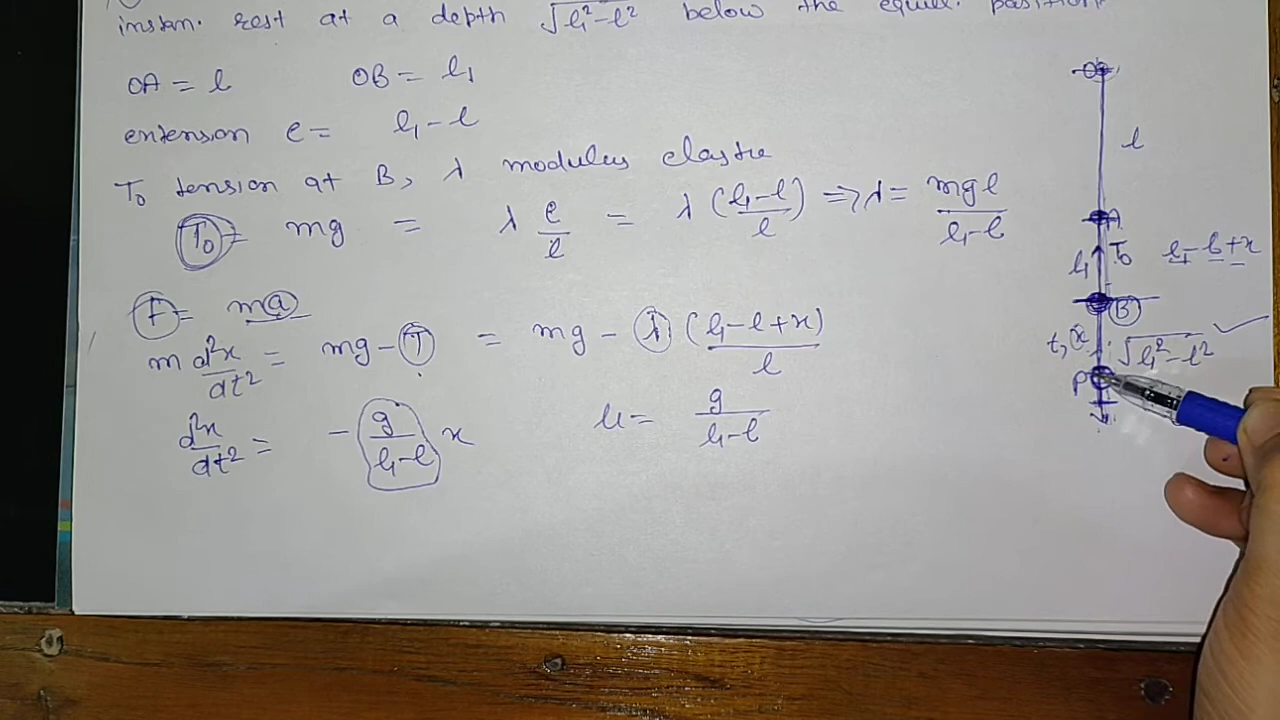 instan. rest at a depth √l₁²-l² below the equil. position.
OA = l OB = l₁
extension e = l₁ - l
T₀ tension at B, λ modulus elastic
T₀ = mg = λ e/l = λ (l₁-l/l) ⇒ λ = mgl/l₁-l
F = ma
m d²x/dt² = mg - T = mg - λ (l₁-l+x)/l
d²x/dt² = - g/l₁-l x μ = g/l₁-l
O
l
A
T₀ l₁-l+x
l₁
B
t, x √l₁²-l²
P